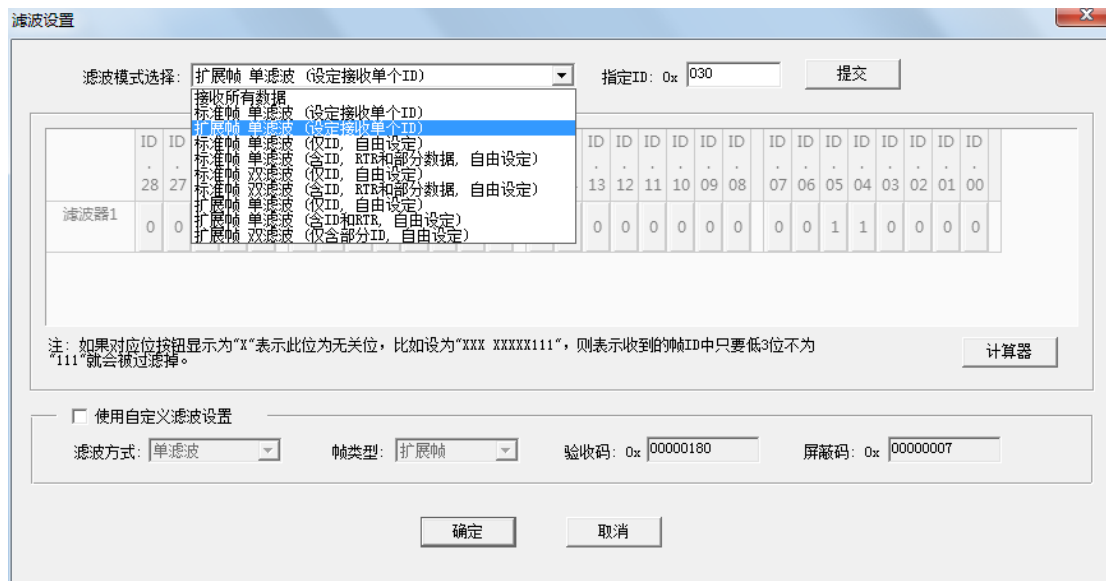 滤波设置
滤波模式选择: 扩展帧 单滤波 (设定接收单个ID) 指定ID: 0x 030 提交
接收所有数据
标准帧 单滤波 (设定接收单个ID)
扩展帧 单滤波 (设定接收单个ID)
标准帧 单滤波 (仅ID, 自由设定)
标准帧 单滤波 (含ID, RTR和部分数据, 自由设定)
标准帧 双滤波 (仅ID, 自由设定)
标准帧 双滤波 (含ID, RTR和部分数据, 自由设定)
扩展帧 单滤波 (仅ID, 自由设定)
扩展帧 单滤波 (含ID和RTR, 自由设定)
扩展帧 双滤波 (仅含部分ID, 自由设定)
ID ID ID ID ID ID ID ID ID ID ID ID ID ID ID ID
. . . . . . . . . . . . . . . .
28 27 13 12 11 10 09 08 07 06 05 04 03 02 01 00
滤波器1 0 0 0 0 0 0 0 0 0 0 1 1 0 0 0 0
注: 如果对应位按钮显示为"X"表示此位为无关位，比如设为"XXX XXXXX111"，则表示收到的帧ID中只要低3位不为
"111"就会被过滤掉。
计算器
使用自定义滤波设置
滤波方式: 单滤波 帧类型: 扩展帧 验收码: 0x 00000180 屏蔽码: 0x 00000007
确定 取消